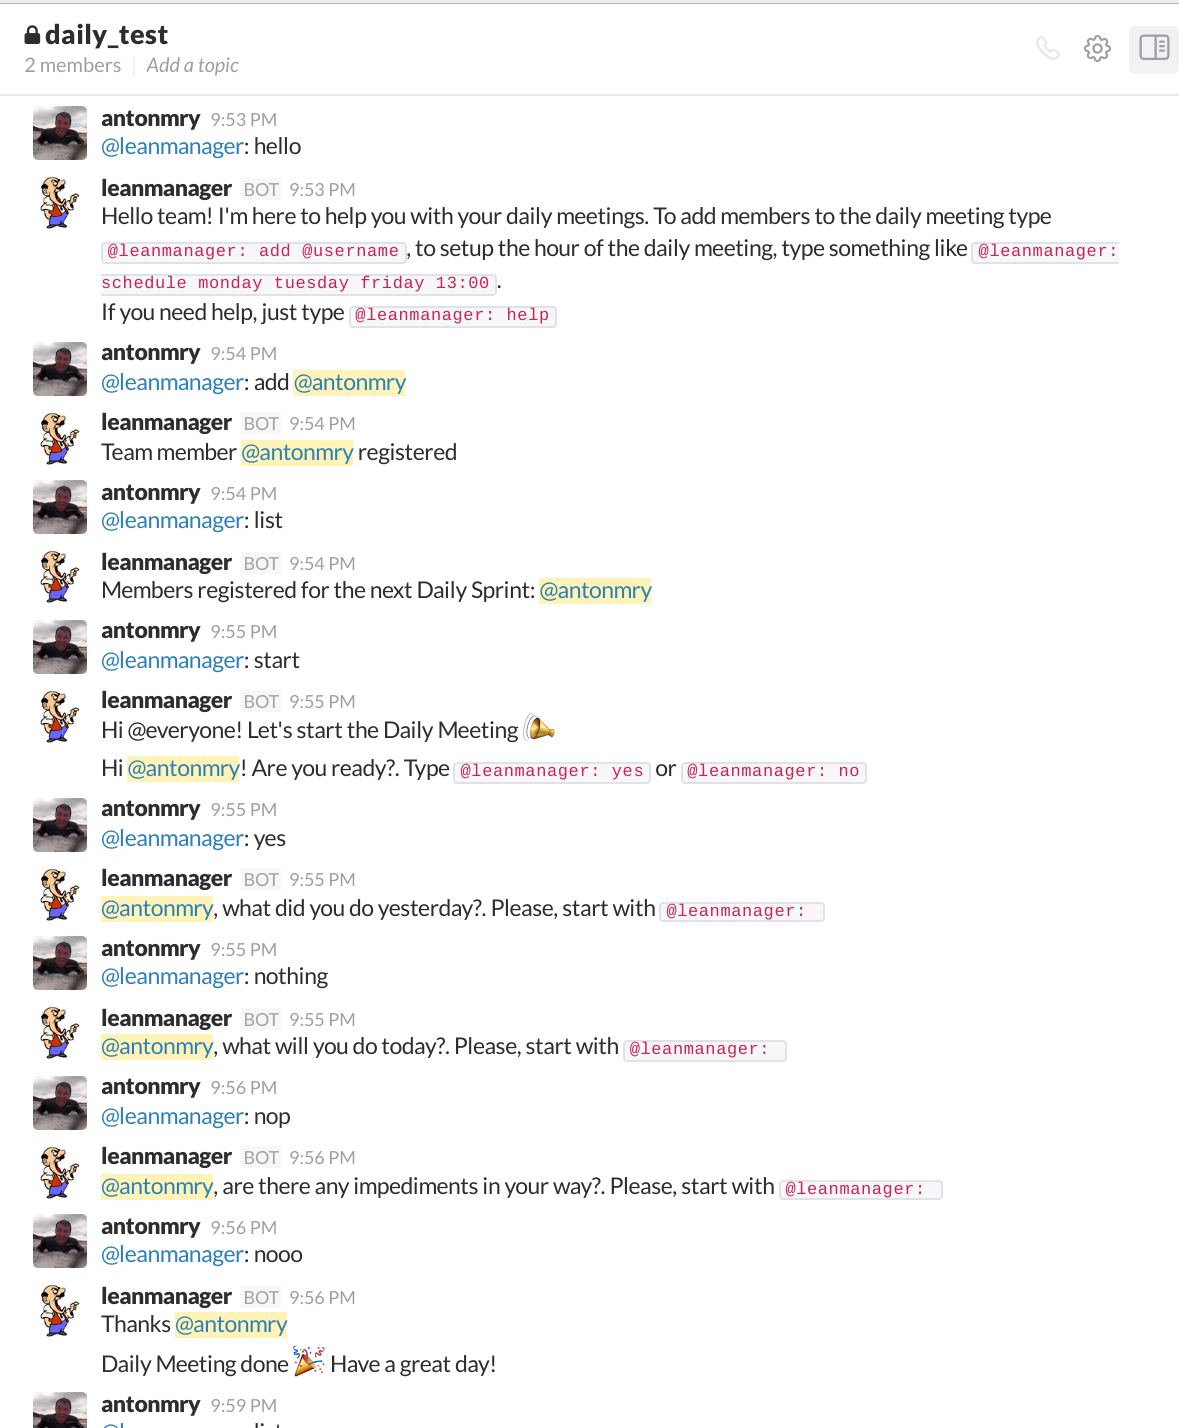 daily_test
2 members | Add a topic
antonmry 9:53 PM
@leanmanager: hello
leanmanager BOT 9:53 PM
Hello team! I'm here to help you with your daily meetings. To add members to the daily meeting type
@leanmanager: add @username, to setup the hour of the daily meeting, type something like @leanmanager:
schedule monday tuesday friday 13:00.
If you need help, just type @leanmanager: help
antonmry 9:54 PM
@leanmanager: add @antonmry
leanmanager BOT 9:54 PM
Team member @antonmry registered
antonmry 9:54 PM
@leanmanager: list
leanmanager BOT 9:54 PM
Members registered for the next Daily Sprint: @antonmry
antonmry 9:55 PM
@leanmanager: start
leanmanager BOT 9:55 PM
Hi @everyone! Let's start the Daily Meeting
Hi @antonmry! Are you ready?. Type @leanmanager: yes or @leanmanager: no
antonmry 9:55 PM
@leanmanager: yes
leanmanager BOT 9:55 PM
@antonmry, what did you do yesterday?. Please, start with @leanmanager:
antonmry 9:55 PM
@leanmanager: nothing
leanmanager BOT 9:55 PM
@antonmry, what will you do today?. Please, start with @leanmanager:
antonmry 9:56 PM
@leanmanager: nop
leanmanager BOT 9:56 PM
@antonmry, are there any impediments in your way?. Please, start with @leanmanager:
antonmry 9:56 PM
@leanmanager: nooo
leanmanager BOT 9:56 PM
Thanks @antonmry
Daily Meeting done Have a great day!
antonmry 9:59 PM